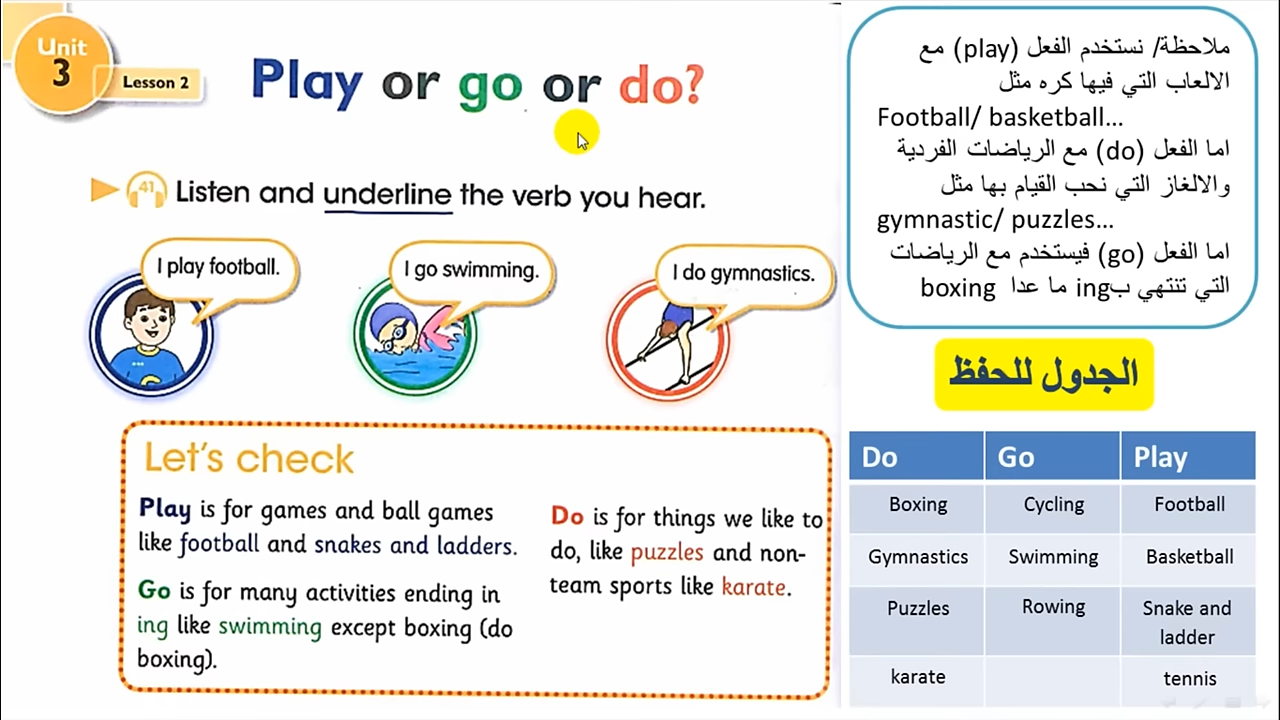 Unit
3
Lesson 2
Play or go or do?
41
Listen and underline the verb you hear.
I play football.
I go swimming.
I do gymnastics.
Let's check
Play is for games and ball games
like football and snakes and ladders.
Go is for many activities ending in
ing like swimming except boxing (do
boxing).
Do is for things we like to
do, like puzzles and non-
team sports like karate.
ملاحظة/ نستخدم الفعل (play) مع
الالعاب التي فيها كره مثل
Football/ basketball...
اما الفعل (do) مع الرياضات الفردية
والالغاز التي نحب القيام بها مثل
gymnastic/ puzzles...
اما الفعل (go) فيستخدم مع الرياضات
التي تنتهي بـing ما عدا boxing
الجدول للحفظ
Do Go Play
Boxing Cycling Football
Gymnastics Swimming Basketball
Puzzles Rowing Snake and
ladder
karate tennis